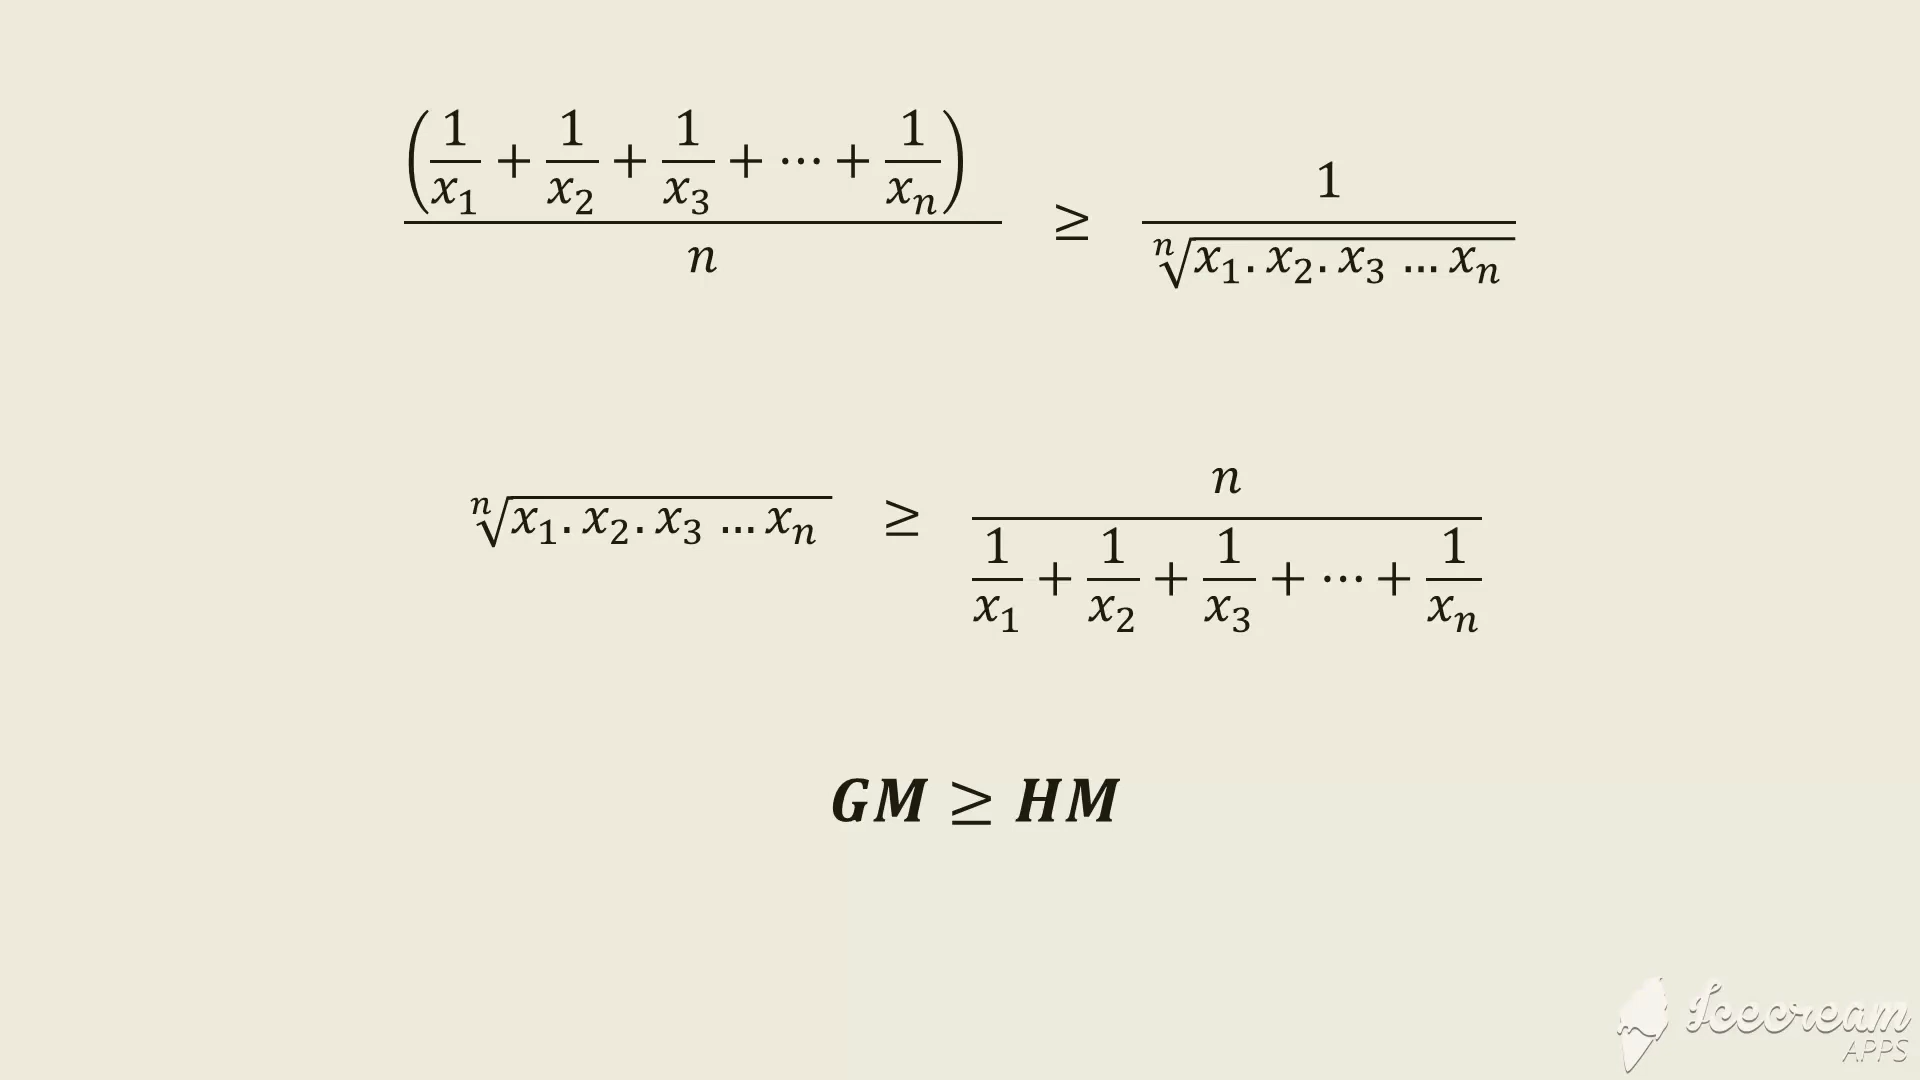 (1/x₁ + 1/x₂ + 1/x₃ + ⋯ + 1/xₙ) / n ≥ 1 / ⁿ√(x₁. x₂. x₃ … xₙ)
ⁿ√(x₁. x₂. x₃ … xₙ) ≥ n / (1/x₁ + 1/x₂ + 1/x₃ + ⋯ + 1/xₙ)
GM ≥ HM
Icecream
APPS